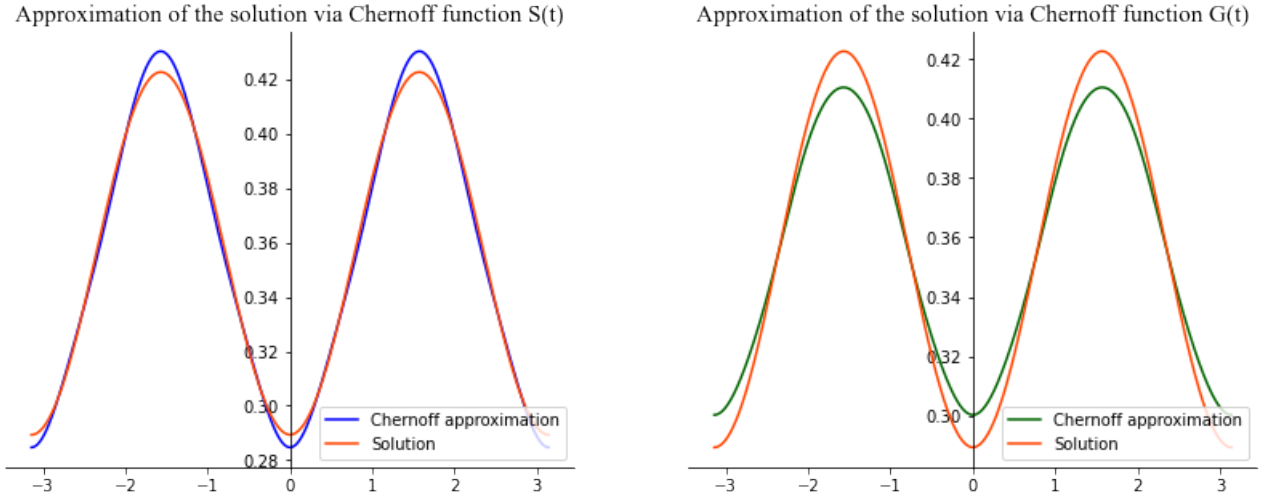 Approximation of the solution via Chernoff function S(t)
0.42
0.40
0.38
0.36
0.34
0.32
0.30
0.28
−3 −2 −1 0 1 2 3
Chernoff approximation
Solution
Approximation of the solution via Chernoff function G(t)
0.42
0.40
0.38
0.36
0.34
0.32
0.30
−3 −2 −1 0 1 2 3
Chernoff approximation
Solution